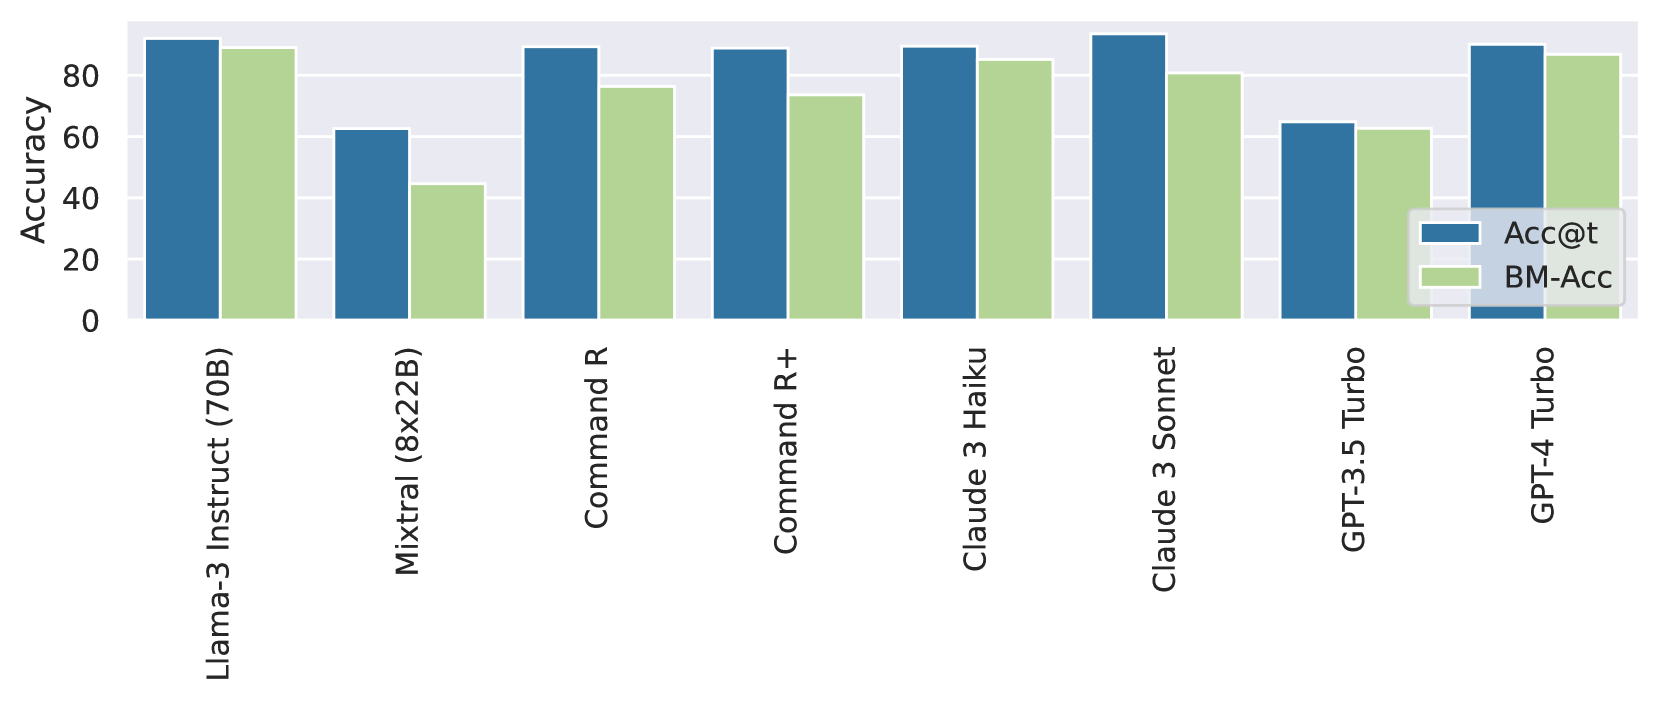 Accuracy
80
60
40
20
0
Acc@t
BM-Acc
Llama-3 Instruct (70B)
Mixtral (8x22B)
Command R
Command R+
Claude 3 Haiku
Claude 3 Sonnet
GPT-3.5 Turbo
GPT-4 Turbo